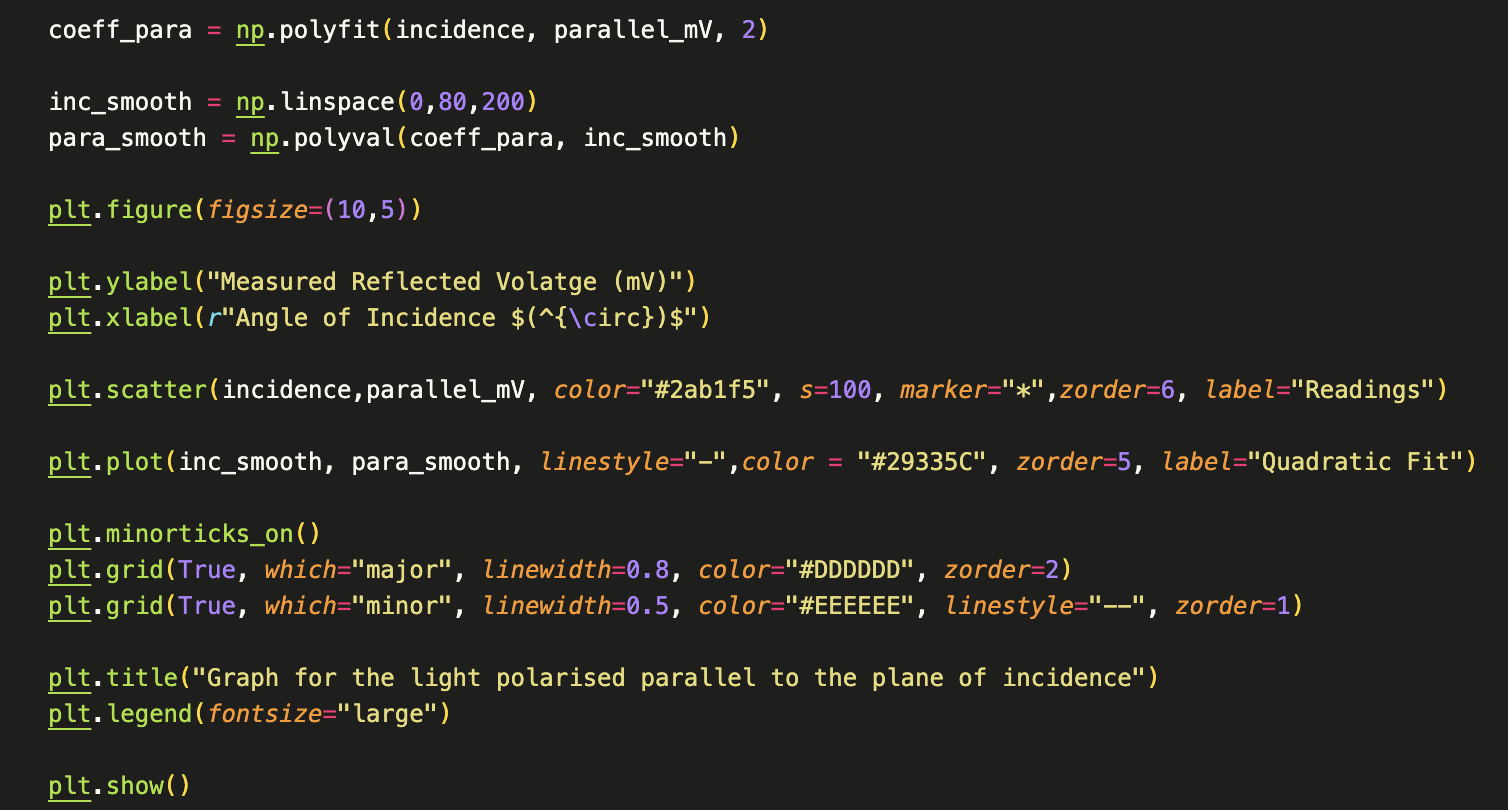 coeff_para = np.polyfit(incidence, parallel_mV, 2)
inc_smooth = np.linspace(0,80,200)
para_smooth = np.polyval(coeff_para, inc_smooth)
plt.figure(figsize=(10,5))
plt.ylabel("Measured Reflected Volatge (mV)")
plt.xlabel(r"Angle of Incidence $(^{\circ})$")
plt.scatter(incidence,parallel_mV, color="#2ab1f5", s=100, marker="*",zorder=6, label="Readings")
plt.plot(inc_smooth, para_smooth, linestyle="-",color = "#29335C", zorder=5, label="Quadratic Fit")
plt.minorticks_on()
plt.grid(True, which="major", linewidth=0.8, color="#DDDDDD", zorder=2)
plt.grid(True, which="minor", linewidth=0.5, color="#EEEEEE", linestyle="--", zorder=1)
plt.title("Graph for the light polarised parallel to the plane of incidence")
plt.legend(fontsize="large")
plt.show()